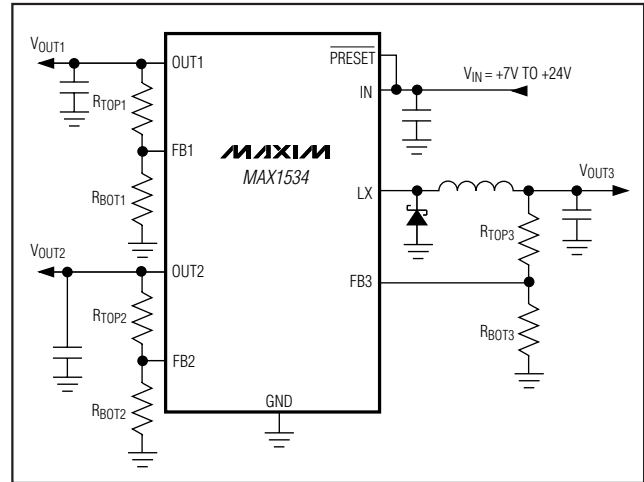 VOUT1
OUT1
PRESET
VIN = +7V TO +24V
IN
RTOP1
FB1
MAXIM
MAX1534
RBOT1
LX
VOUT3
RTOP3
VOUT2
OUT2
FB3
RTOP2
RBOT3
FB2
GND
RBOT2